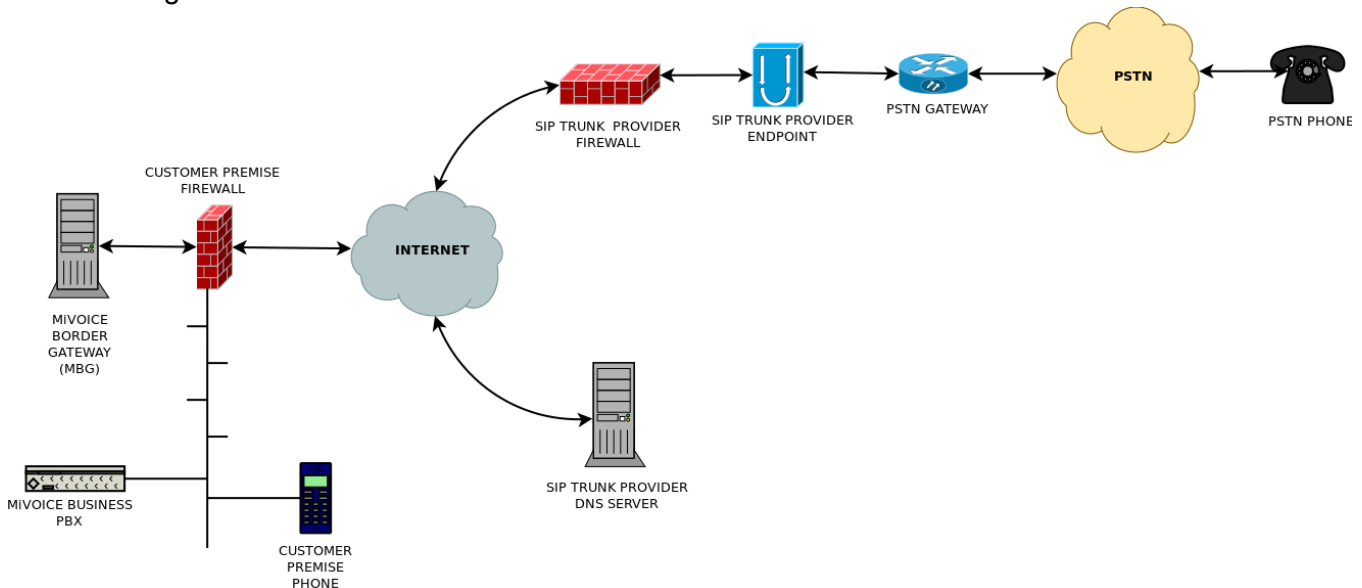 PSTN
PSTN GATEWAY
SIP TRUNK PROVIDER
ENDPOINT
PSTN PHONE
SIP TRUNK PROVIDER
FIREWALL
CUSTOMER PREMISE
FIREWALL
INTERNET
MiVOICE
BORDER
GATEWAY
(MBG)
SIP TRUNK PROVIDER
DNS SERVER
MiVOICE BUSINESS
PBX
CUSTOMER
PREMISE
PHONE